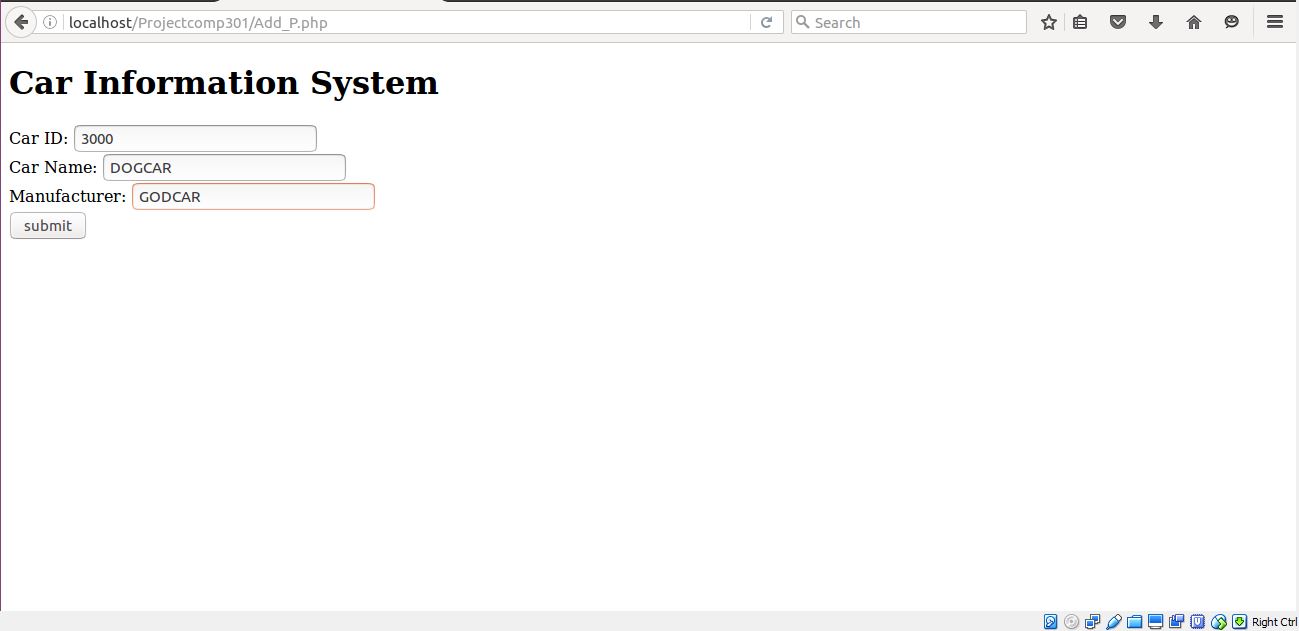 localhost/Projectcomp301/Add_P.php
Search
Car Information System
Car ID: 3000
Car Name: DOGCAR
Manufacturer: GODCAR
submit
Right Ctrl